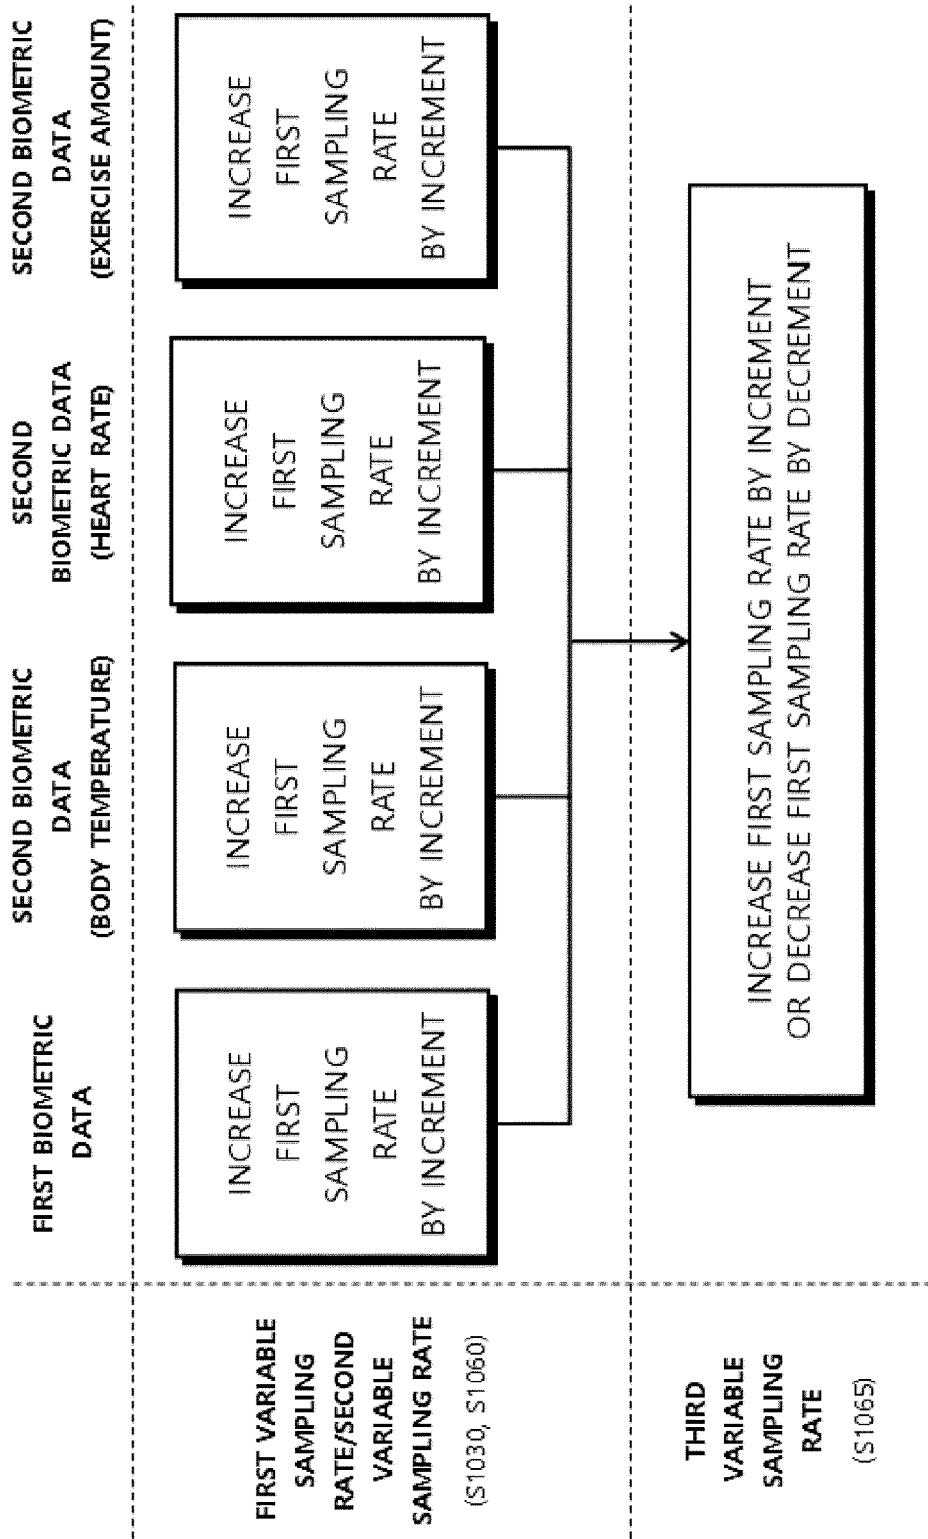 FIRST BIOMETRIC
DATA
SECOND BIOMETRIC
DATA
(BODY TEMPERATURE)
SECOND
BIOMETRIC DATA
(HEART RATE)
SECOND BIOMETRIC
DATA
(EXERCISE AMOUNT)
FIRST VARIABLE
SAMPLING
RATE/SECOND
VARIABLE
SAMPLING RATE
(S1030, S1060)
INCREASE
FIRST
SAMPLING
RATE
BY INCREMENT
INCREASE
FIRST
SAMPLING
RATE
BY INCREMENT
INCREASE
FIRST
SAMPLING
RATE
BY INCREMENT
INCREASE
FIRST
SAMPLING
RATE
BY INCREMENT
THIRD
VARIABLE
SAMPLING
RATE
(S1065)
INCREASE FIRST SAMPLING RATE BY INCREMENT
OR DECREASE FIRST SAMPLING RATE BY DECREMENT